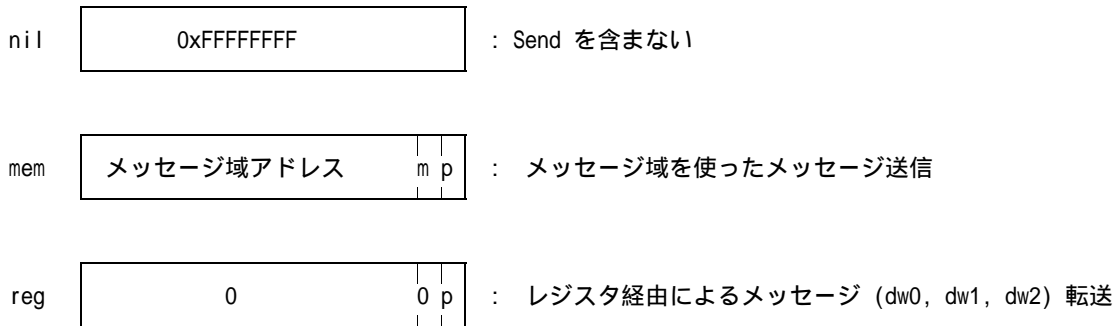 nil 0xFFFFFFFF : Send を含まない
mem メッセージ域アドレス m p : メッセージ域を使ったメッセージ送信
reg 0 0 p : レジスタ経由によるメッセージ (dw0, dw1, dw2) 転送